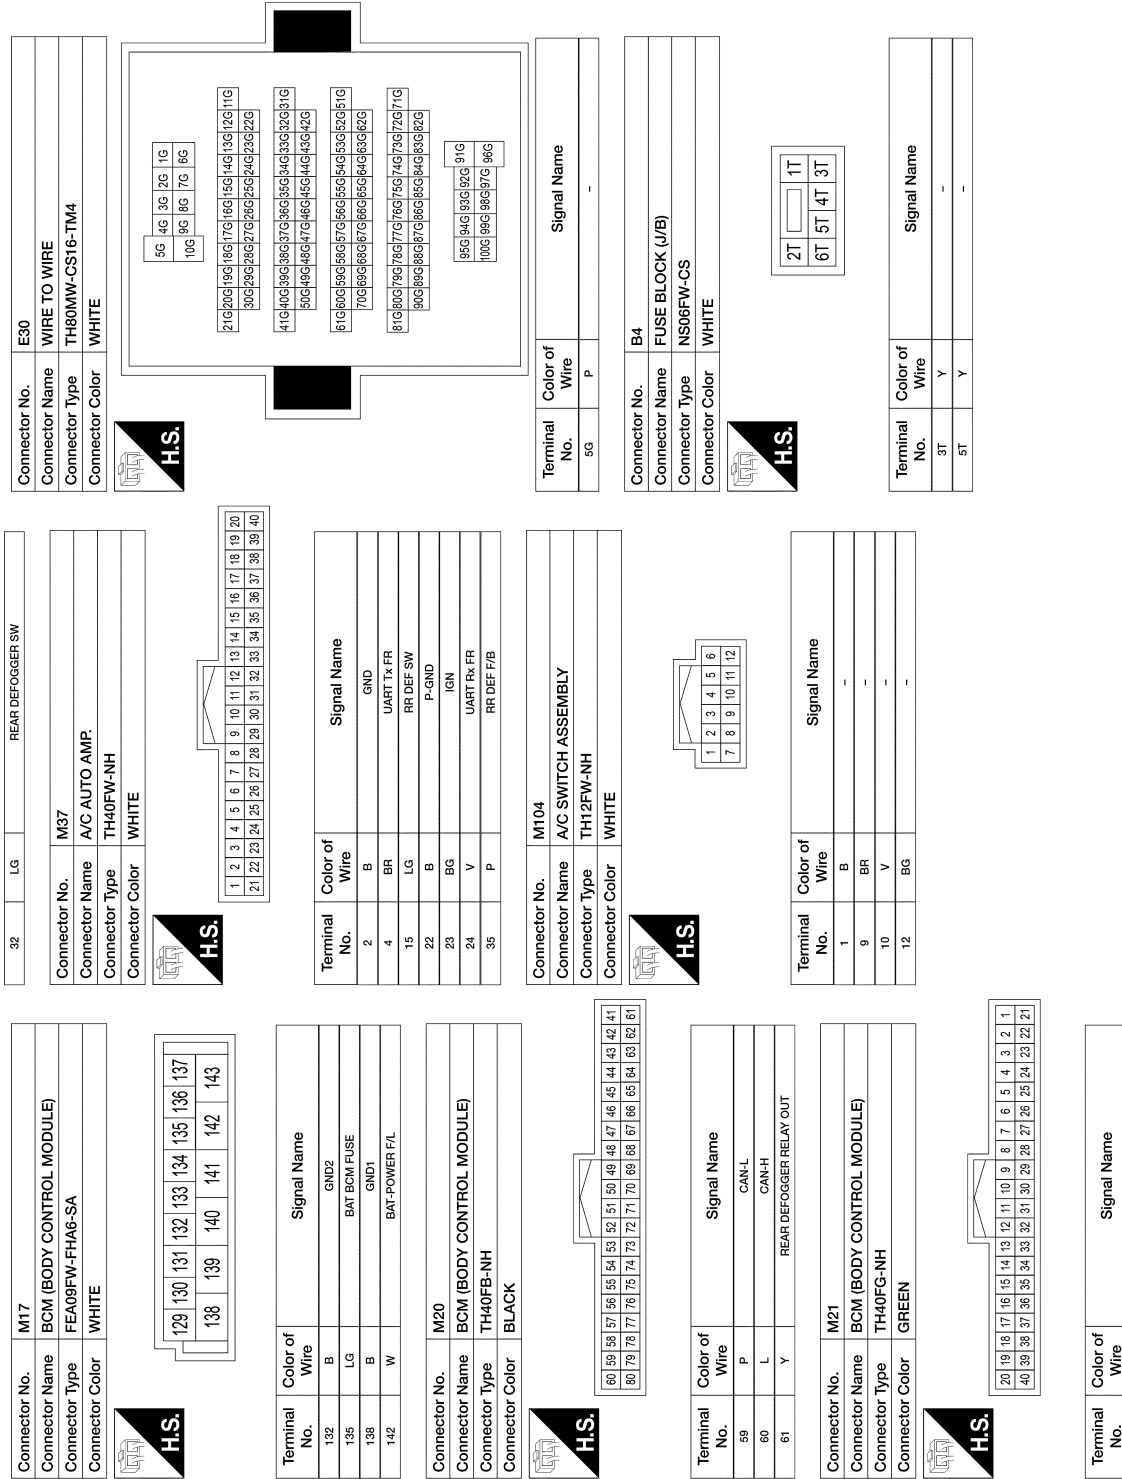 Connector No. M17
Connector Name BCM (BODY CONTROL MODULE)
Connector Type FEA09FW-FHA6-SA
Connector Color WHITE
H.S.
129 130 131 132 133 134 135 136 137
138 139 140 141 142 143
Terminal No. Color of Wire Signal Name
132 B GND2
135 LG BAT BCM FUSE
138 B GND1
142 W BAT-POWER F/L
Connector No. M20
Connector Name BCM (BODY CONTROL MODULE)
Connector Type TH40FB-NH
Connector Color BLACK
H.S.
60 59 58 57 56 55 54 53 52 51 50 49 48 47 46 45 44 43 42 41
80 79 78 77 76 75 74 73 72 71 70 69 68 67 66 65 64 63 62 61
Terminal No. Color of Wire Signal Name
59 P CAN-L
60 L CAN-H
61 Y REAR DEFOGGER RELAY OUT
Connector No. M21
Connector Name BCM (BODY CONTROL MODULE)
Connector Type TH40FG-NH
Connector Color GREEN
H.S.
20 19 18 17 16 15 14 13 12 11 10 9 8 7 6 5 4 3 2 1
40 39 38 37 36 35 34 33 32 31 30 29 28 27 26 25 24 23 22 21
Terminal No. Color of Wire Signal Name
32 LG REAR DEFOGGER SW
Connector No. M37
Connector Name A/C AUTO AMP.
Connector Type TH40FW-NH
Connector Color WHITE
H.S.
1 2 3 4 5 6 7 8 9 10 11 12 13 14 15 16 17 18 19 20
21 22 23 24 25 26 27 28 29 30 31 32 33 34 35 36 37 38 39 40
Terminal No. Color of Wire Signal Name
2 B GND
4 BR UART Tx FR
15 LG RR DEF SW
22 B P-GND
23 BG IGN
24 V UART Rx FR
35 P RR DEF F/B
Connector No. M104
Connector Name A/C SWITCH ASSEMBLY
Connector Type TH12FW-NH
Connector Color WHITE
H.S.
1 2 3 4 5 6
7 8 9 10 11 12
Terminal No. Color of Wire Signal Name
1 B –
9 BR –
10 V –
12 BG –
Connector No. E30
Connector Name WIRE TO WIRE
Connector Type TH80MW-CS16-TM4
Connector Color WHITE
H.S.
5G 4G 3G 2G 1G
10G 9G 8G 7G 6G
21G 20G 19G 18G 17G 16G 15G 14G 13G 12G 11G
30G 29G 28G 27G 26G 25G 24G 23G 22G
41G 40G 39G 38G 37G 36G 35G 34G 33G 32G 31G
50G 49G 48G 47G 46G 45G 44G 43G 42G
61G 60G 59G 58G 57G 56G 55G 54G 53G 52G 51G
70G 69G 68G 67G 66G 65G 64G 63G 62G
81G 80G 79G 78G 77G 76G 75G 74G 73G 72G 71G
90G 89G 88G 87G 86G 85G 84G 83G 82G
95G 94G 93G 92G 91G
100G 99G 98G 97G 96G
Terminal No. Color of Wire Signal Name
5G P –
Connector No. B4
Connector Name FUSE BLOCK (J/B)
Connector Type NS06FW-CS
Connector Color WHITE
H.S.
2T 1T
6T 5T 4T 3T
Terminal No. Color of Wire Signal Name
3T Y –
5T Y –